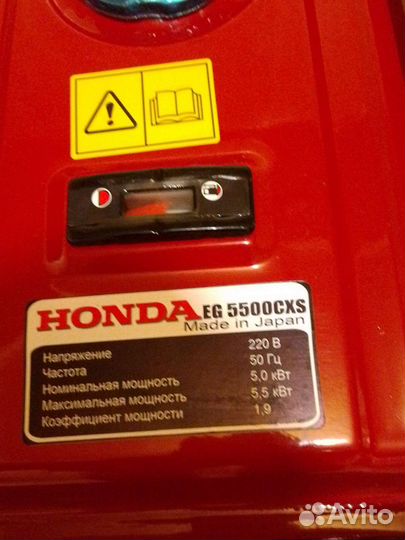 HONDA EG 5500CXS
Made in Japan
Напряжение 220 В
Частота 50 Гц
Номинальная мощность 5.0 кВт
Максимальная мощность 5,5 кВт
Коэффициент мощности 1,9
Avito